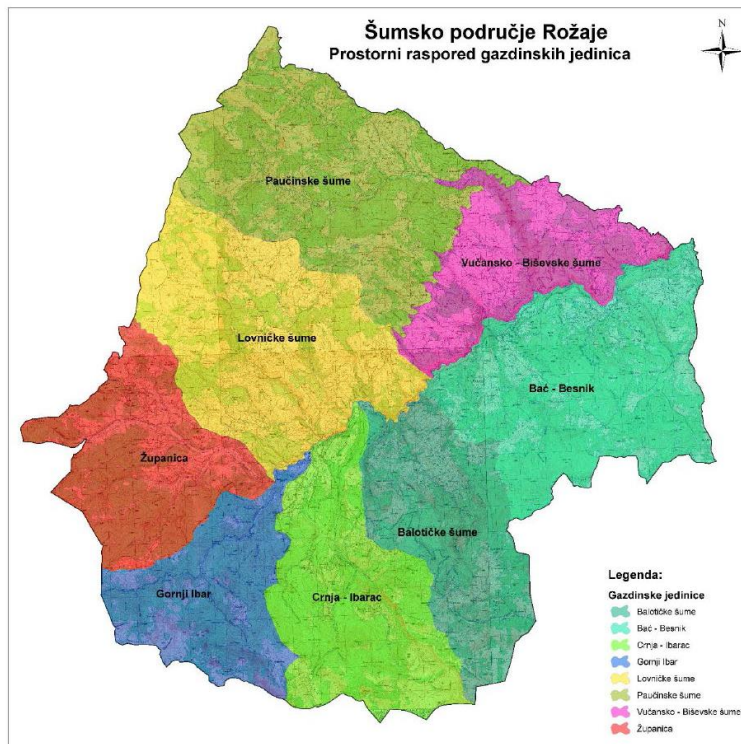 Šumsko područje Rožaje
Prostorni raspored gazdinskih jedinica
N
Paučinske šume
Vučansko - Biševske šume
Lovničke šume
Bać - Besnik
Županica
Balotičke šume
Gornji Ibar
Crnja - Ibarac
Legenda:
Gazdinske jedinice
Balotičke šume
Bać - Besnik
Crnja - Ibarac
Gornji Ibar
Lovničke šume
Paučinske šume
Vučansko - Biševske šume
Županica